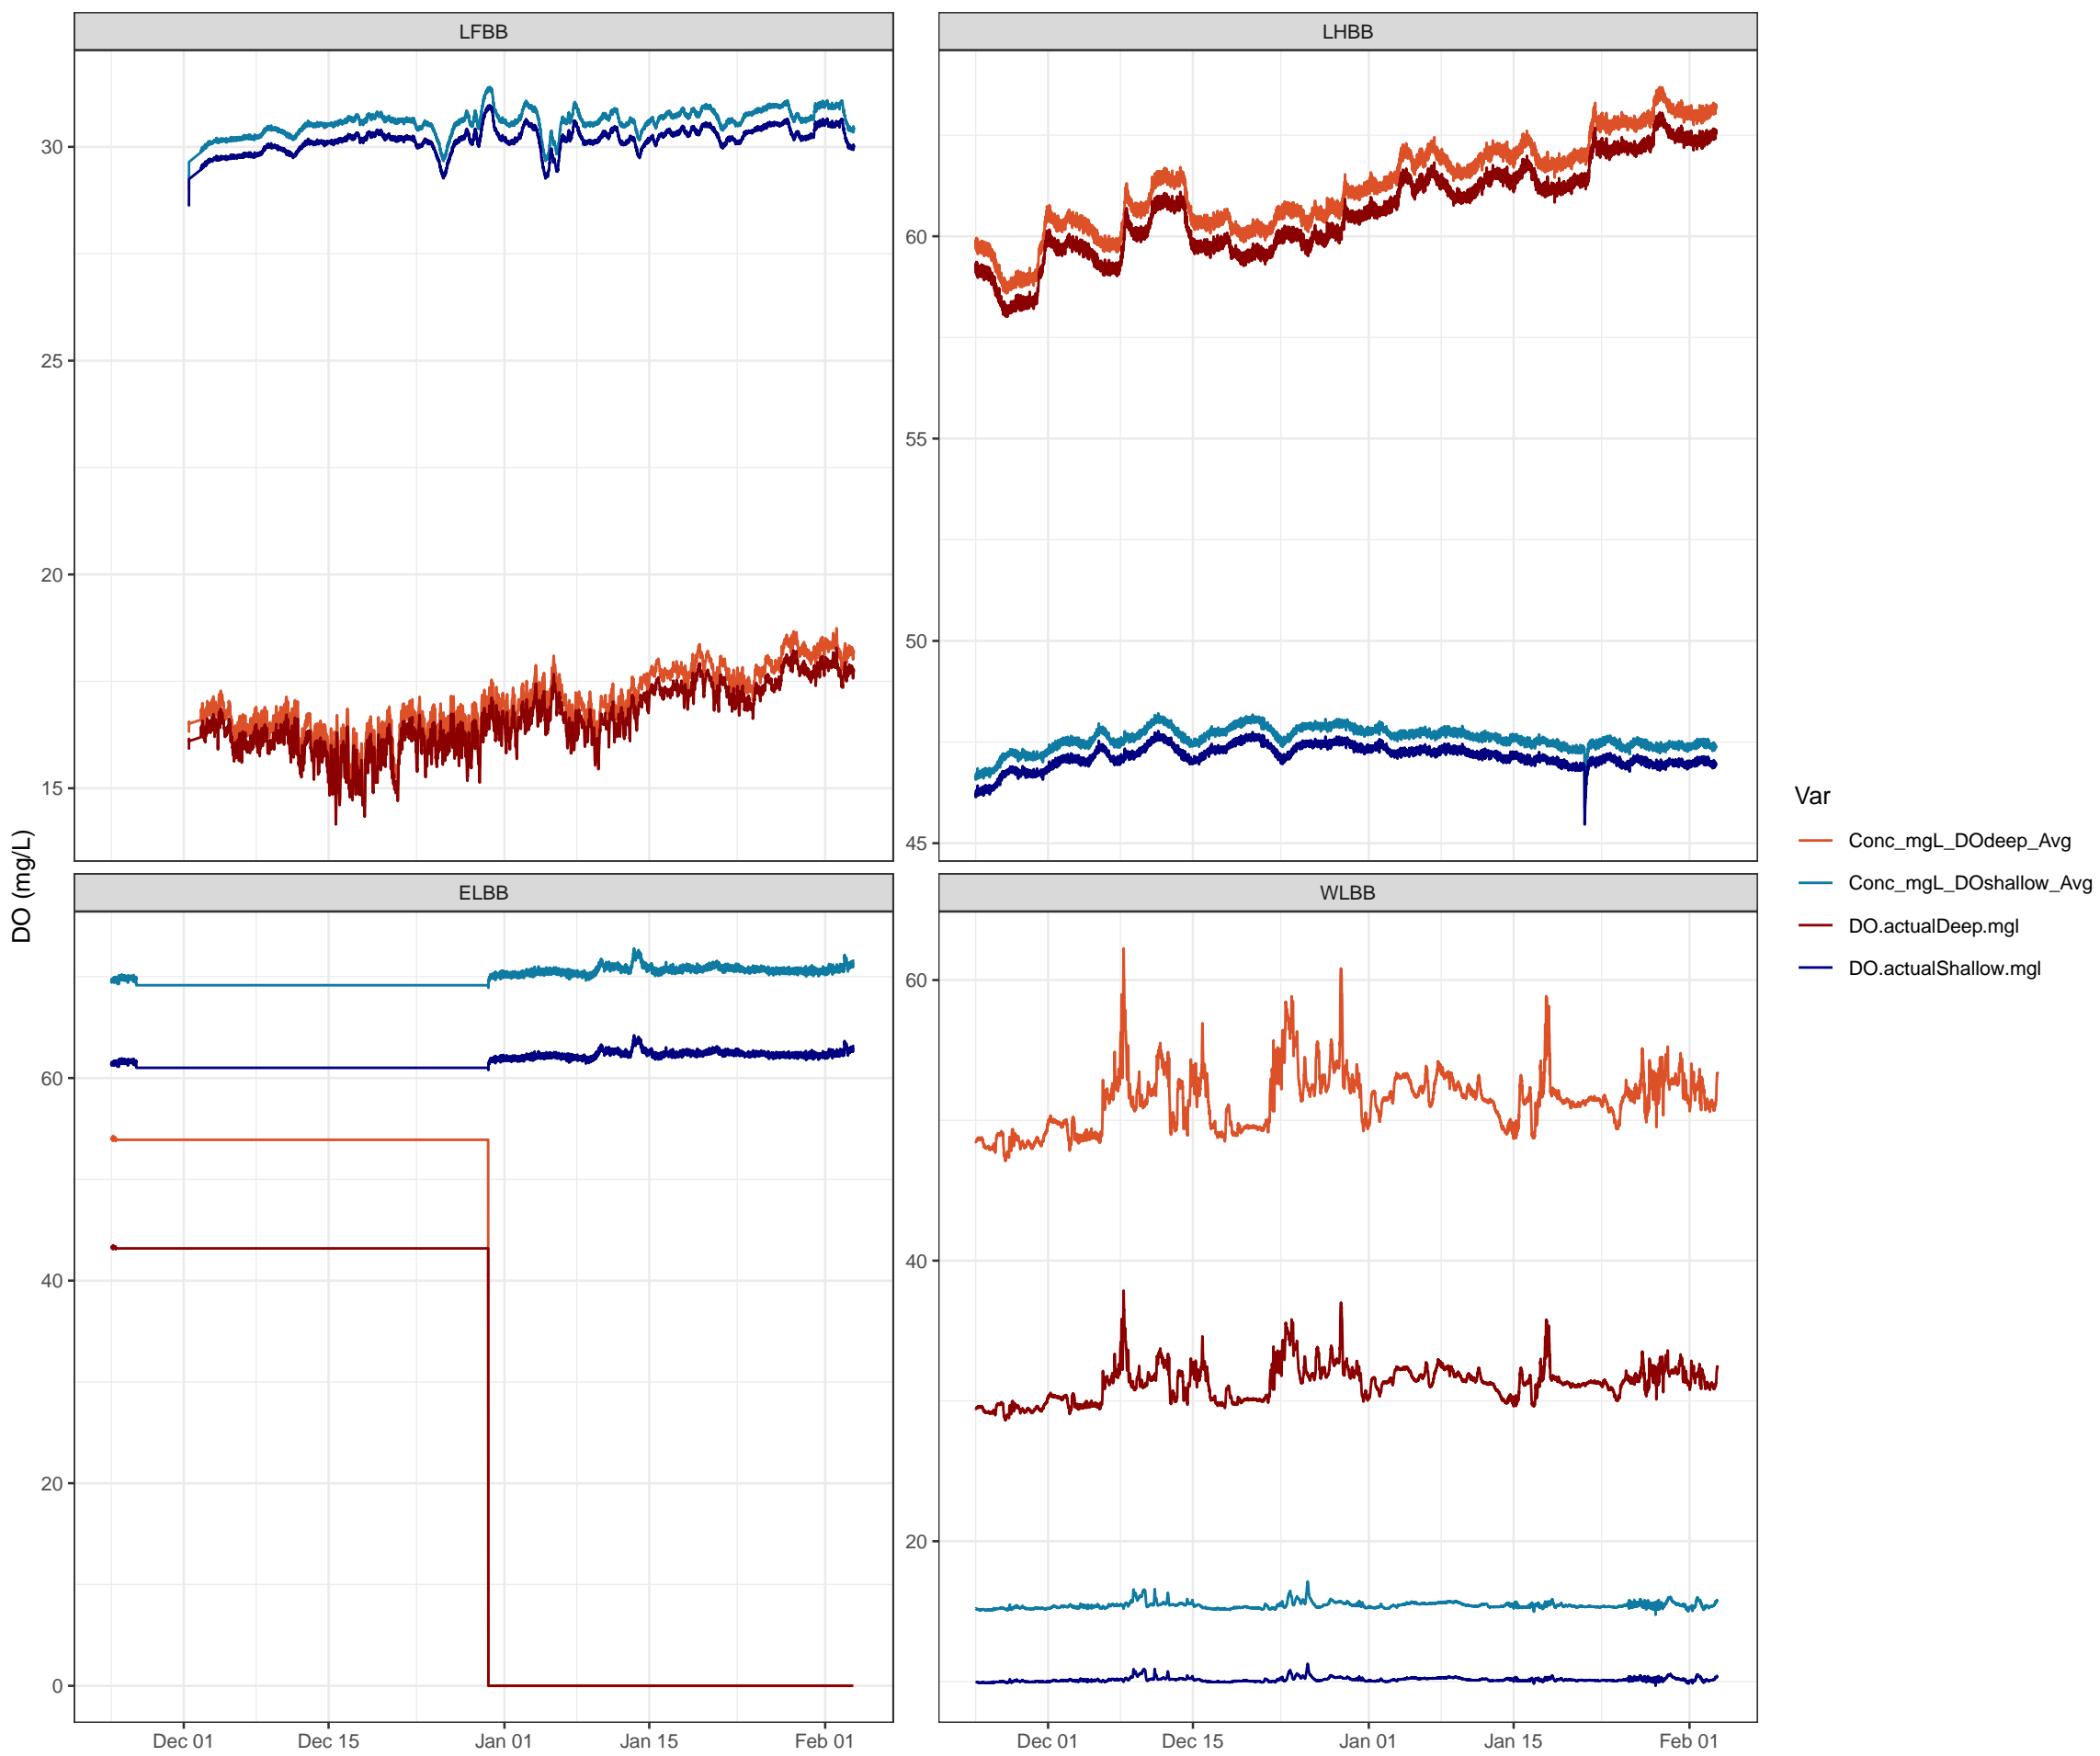 LFBB
LHBB
30
25
20
15
60
55
50
45
DO (mg/L)
ELBB
WLBB
60
40
20
0
60
40
20
Dec 01
Dec 15
Jan 01
Jan 15
Feb 01
Dec 01
Dec 15
Jan 01
Jan 15
Feb 01
Var
Conc_mgL_DOdeep_Avg
Conc_mgL_DOshallow_Avg
DO.actualDeep.mgl
DO.actualShallow.mgl